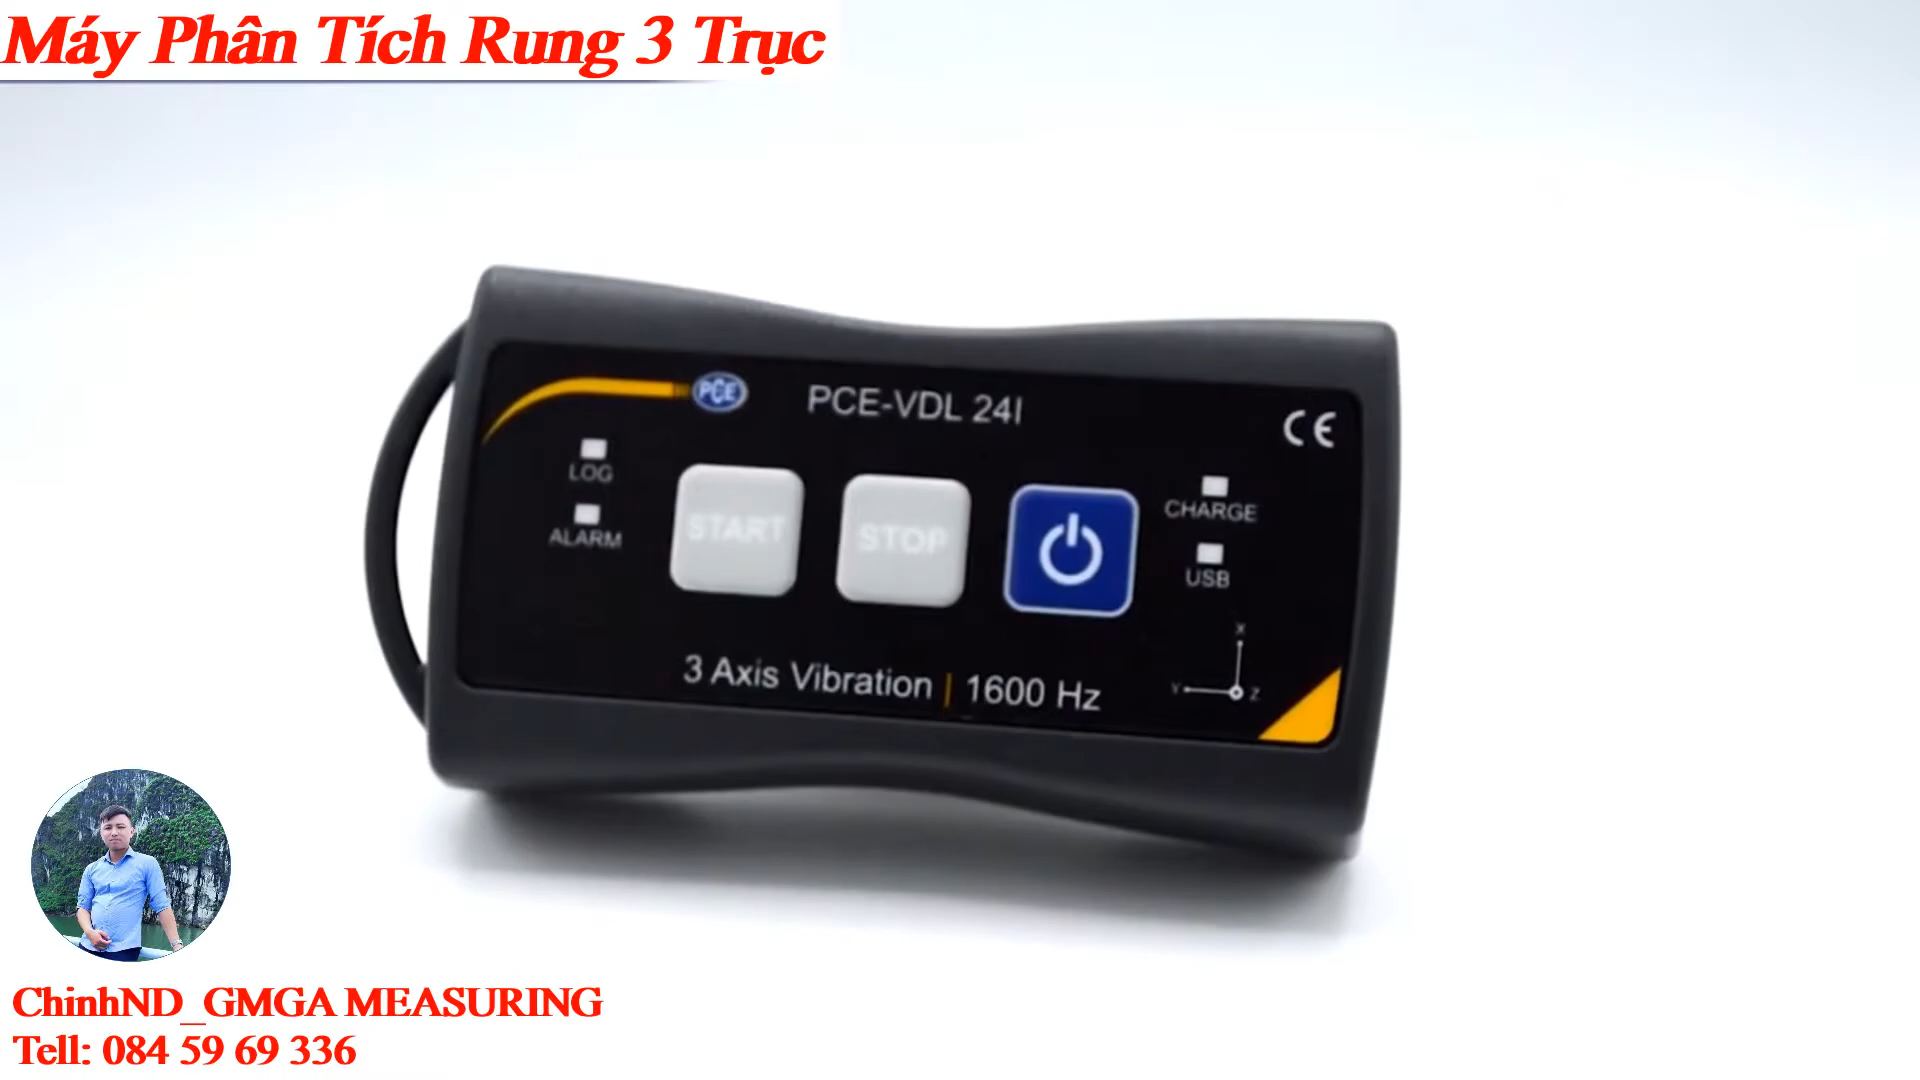 Máy Phân Tích Rung 3 Trục
PCE
PCE-VDL 24I
CE
LOG
ALARM
START
STOP
CHARGE
USB
X
Y
Z
3 Axis Vibration | 1600 Hz
ChinhND_GMGA MEASURING
Tell: 084 59 69 336